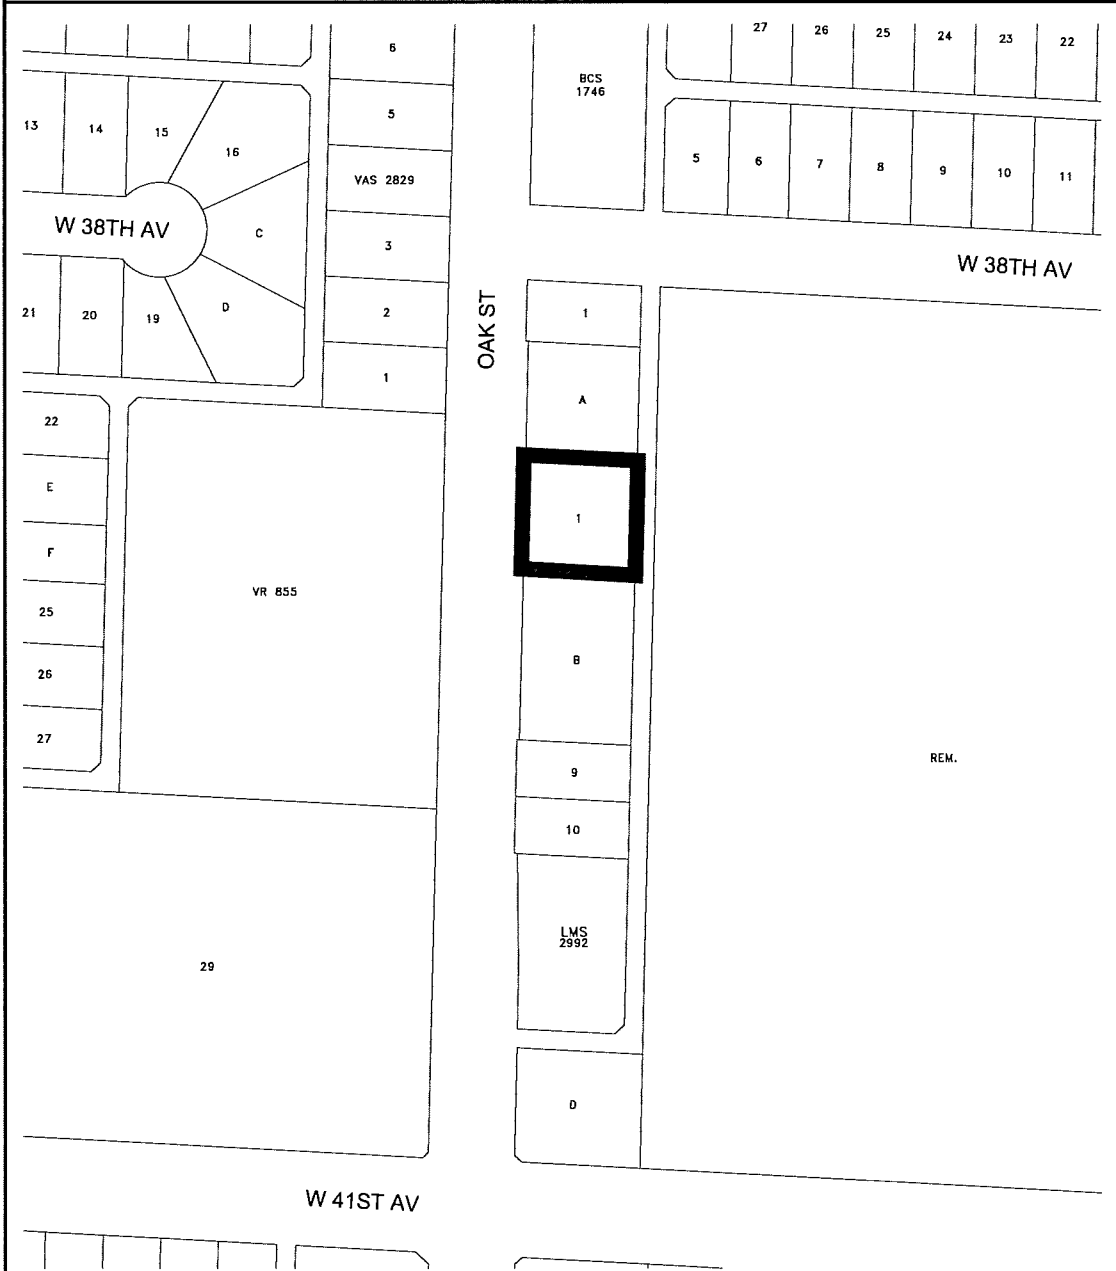 27 26 25 24 23 22
6
BCS
1746
5
13 14 15 16
5 6 7 8 9 10 11
VAS 2829
W 38TH AV
C
3
W 38TH AV
21 20 19 D
2
1
OAK ST
1
A
22
E
1
F
VR 855
25
B
26
27
9
REM.
10
LMS
2992
29
D
W 41ST AV